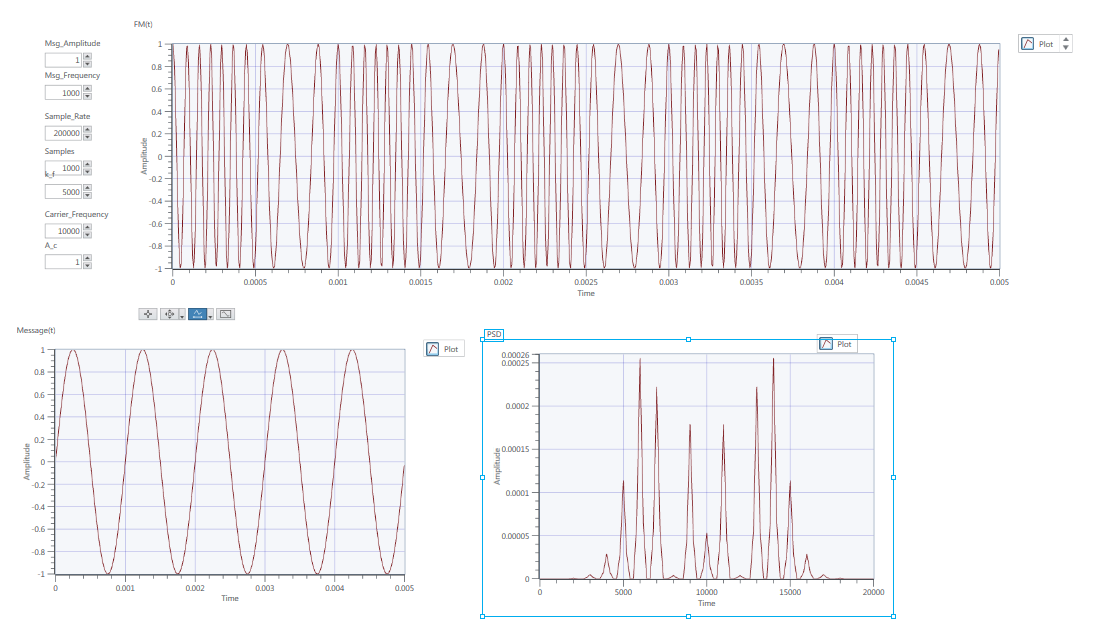 FM(t)
Msg_Amplitude
1
Msg_Frequency
1000
Sample_Rate
200000
Samples
1000
k_f
5000
Carrier_Frequency
10000
A_c
1
Amplitude
1
0.8
0.6
0.4
0.2
0
-0.2
-0.4
-0.6
-0.8
-1
0 0.0005 0.001 0.0015 0.002 0.0025 0.003 0.0035 0.004 0.0045 0.005
Time
Plot
Message(t)
Amplitude
1
0.8
0.6
0.4
0.2
0
-0.2
-0.4
-0.6
-0.8
-1
0 0.001 0.002 0.003 0.004 0.005
Time
Plot
PSD
Plot
Amplitude
0.00026
0.0002
0.00015
0.0001
0.00005
0
0 5000 10000 15000 20000
Time